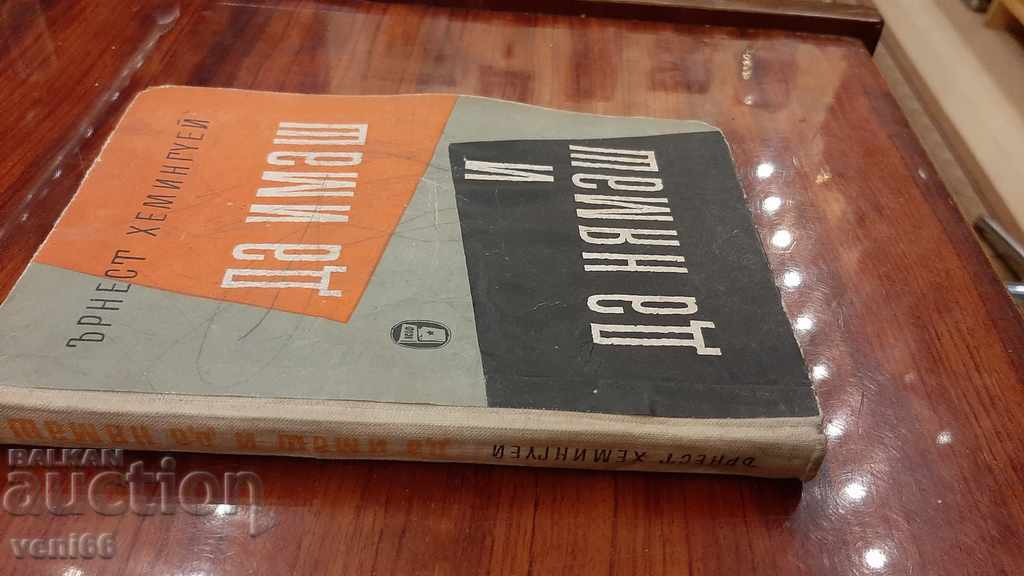 ЪРНЕСТ ХЕМИНГУЕЙ
ДА ИМАШ
И
ДА НЯМАШ
ЪРНЕСТ ХЕМИНГУЕЙ
Да имаш и да нямаш
BALKAN
auction
veni66